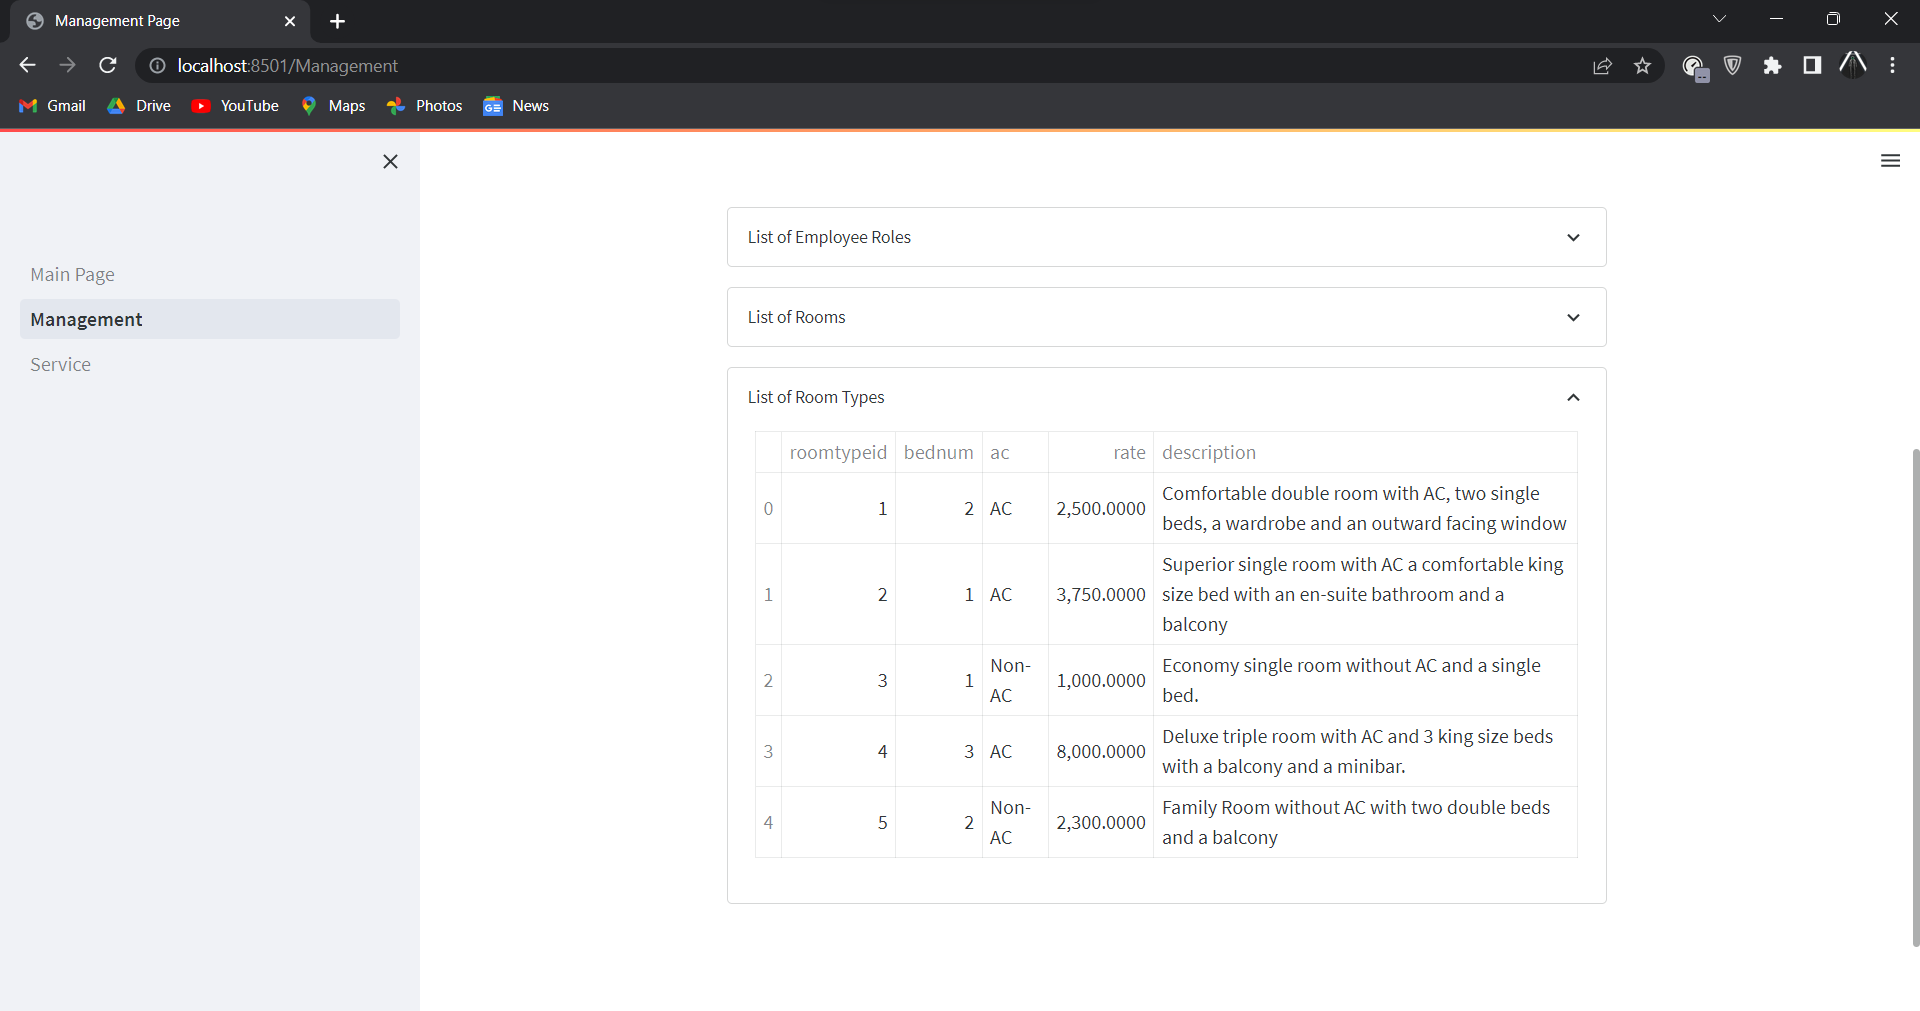 Management Page
localhost:8501/Management
Gmail Drive YouTube Maps Photos News
Main Page
Management
Service
List of Employee Roles
List of Rooms
List of Room Types
roomtypeid bednum ac rate description
0 1 2 AC 2,500.0000 Comfortable double room with AC, two single
beds, a wardrobe and an outward facing window
1 2 1 AC 3,750.0000 Superior single room with AC a comfortable king
size bed with an en-suite bathroom and a
balcony
2 3 1 Non-
AC 1,000.0000 Economy single room without AC and a single
bed.
3 4 3 AC 8,000.0000 Deluxe triple room with AC and 3 king size beds
with a balcony and a minibar.
4 5 2 Non-
AC 2,300.0000 Family Room without AC with two double beds
and a balcony